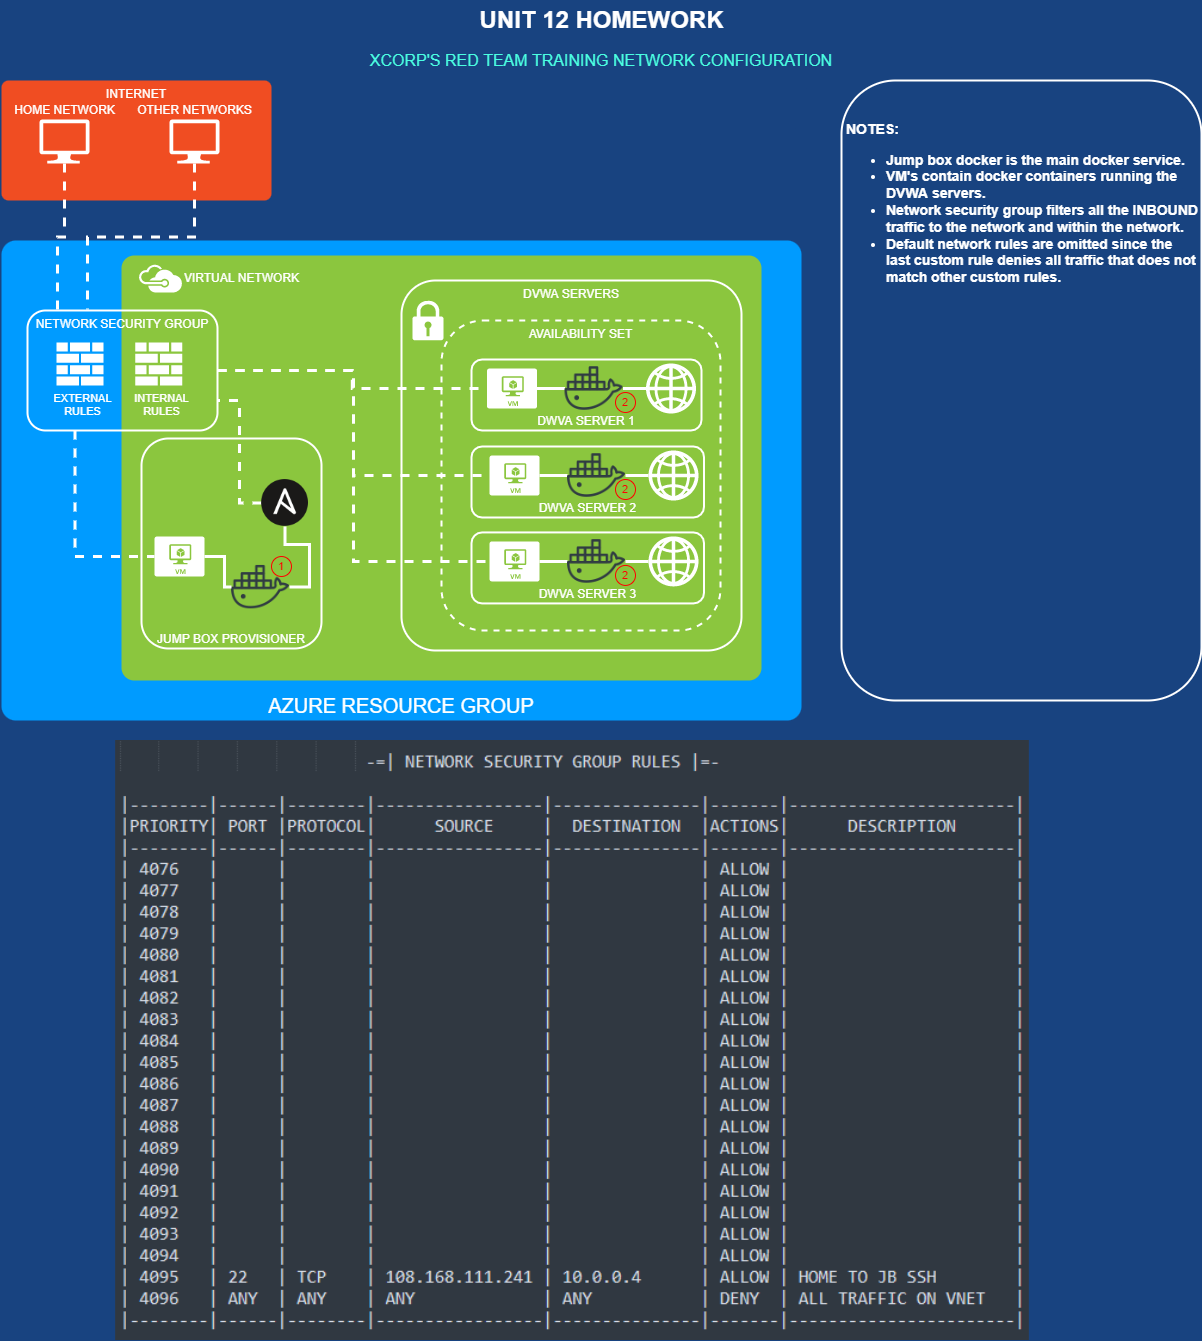 UNIT 12 HOMEWORK
XCORP'S RED TEAM TRAINING NETWORK CONFIGURATION
INTERNET
HOME NETWORK
OTHER NETWORKS
NOTES:
• Jump box docker is the main docker service.
• VM's contain docker containers running the
DVWA servers.
• Network security group filters all the INBOUND
traffic to the network and within the network.
• Default network rules are omitted since the
last custom rule denies all traffic that does not
match other custom rules.
VIRTUAL NETWORK
NETWORK SECURITY GROUP
EXTERNAL
RULES
INTERNAL
RULES
DVWA SERVERS
AVAILABILITY SET
VM
2
DWVA SERVER 1
VM
2
DWVA SERVER 2
VM
2
DWVA SERVER 3
VM
1
JUMP BOX PROVISIONER
AZURE RESOURCE GROUP
-=| NETWORK SECURITY GROUP RULES |=-
|--------|------|--------|-----------------|---------------|-------|-----------------------|
|PRIORITY| PORT |PROTOCOL| SOURCE | DESTINATION |ACTIONS| DESCRIPTION |
|--------|------|--------|-----------------|---------------|-------|-----------------------|
| 4076 | | | | | ALLOW | |
| 4077 | | | | | ALLOW | |
| 4078 | | | | | ALLOW | |
| 4079 | | | | | ALLOW | |
| 4080 | | | | | ALLOW | |
| 4081 | | | | | ALLOW | |
| 4082 | | | | | ALLOW | |
| 4083 | | | | | ALLOW | |
| 4084 | | | | | ALLOW | |
| 4085 | | | | | ALLOW | |
| 4086 | | | | | ALLOW | |
| 4087 | | | | | ALLOW | |
| 4088 | | | | | ALLOW | |
| 4089 | | | | | ALLOW | |
| 4090 | | | | | ALLOW | |
| 4091 | | | | | ALLOW | |
| 4092 | | | | | ALLOW | |
| 4093 | | | | | ALLOW | |
| 4094 | | | | | ALLOW | |
| 4095 | 22 | TCP | 108.168.111.241 | 10.0.0.4 | ALLOW | HOME TO JB SSH |
| 4096 | ANY | ANY | ANY | ANY | DENY | ALL TRAFFIC ON VNET |
|--------|------|--------|-----------------|---------------|-------|-----------------------|